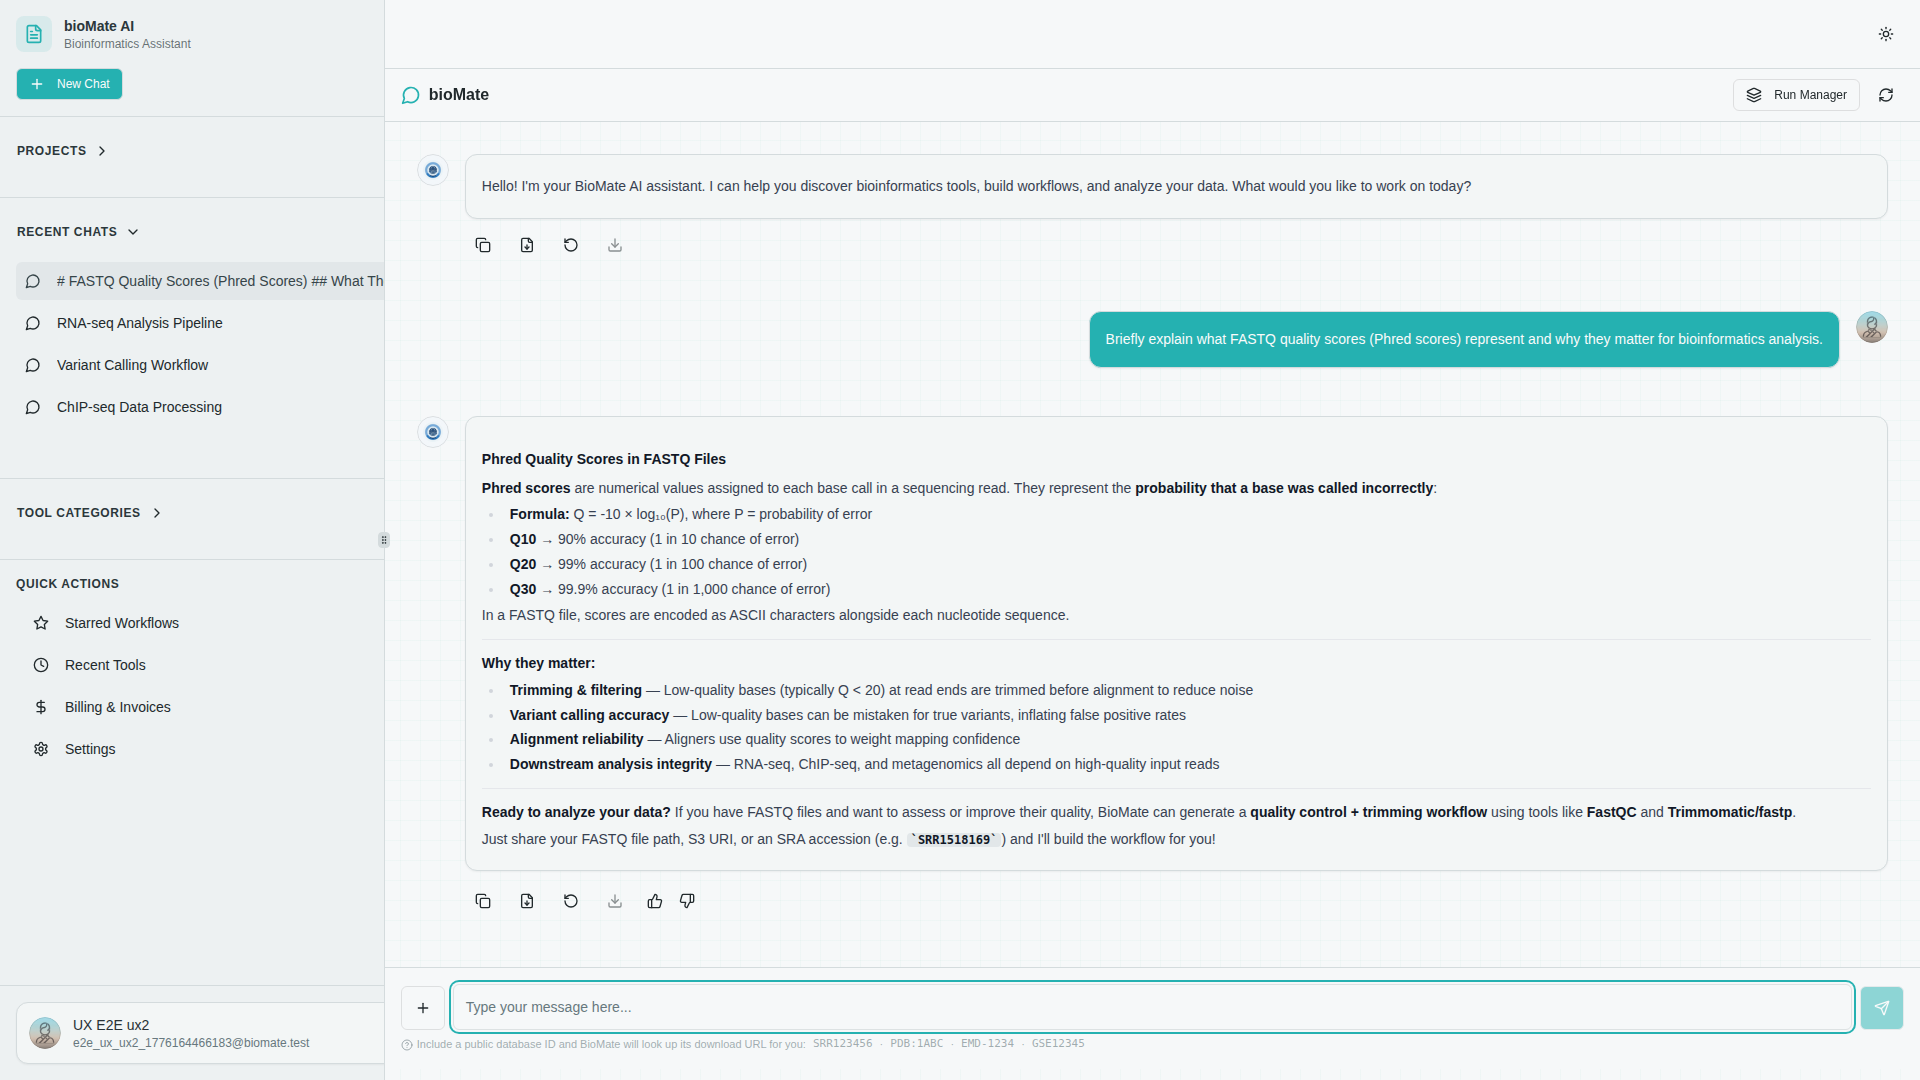 bioMate AI
Bioinformatics Assistant
New Chat
PROJECTS
RECENT CHATS
# FASTQ Quality Scores (Phred Scores) ## What Th
RNA-seq Analysis Pipeline
Variant Calling Workflow
ChIP-seq Data Processing
TOOL CATEGORIES
QUICK ACTIONS
Starred Workflows
Recent Tools
Billing & Invoices
Settings
UX E2E ux2
e2e_ux_ux2_1776164466183@biomate.test
bioMate
Run Manager
Hello! I'm your BioMate AI assistant. I can help you discover bioinformatics tools, build workflows, and analyze your data. What would you like to work on today?
Briefly explain what FASTQ quality scores (Phred scores) represent and why they matter for bioinformatics analysis.
Phred Quality Scores in FASTQ Files
Phred scores are numerical values assigned to each base call in a sequencing read. They represent the probability that a base was called incorrectly:
Formula: Q = -10 × log₁₀(P), where P = probability of error
Q10 → 90% accuracy (1 in 10 chance of error)
Q20 → 99% accuracy (1 in 100 chance of error)
Q30 → 99.9% accuracy (1 in 1,000 chance of error)
In a FASTQ file, scores are encoded as ASCII characters alongside each nucleotide sequence.
Why they matter:
Trimming & filtering — Low-quality bases (typically Q < 20) at read ends are trimmed before alignment to reduce noise
Variant calling accuracy — Low-quality bases can be mistaken for true variants, inflating false positive rates
Alignment reliability — Aligners use quality scores to weight mapping confidence
Downstream analysis integrity — RNA-seq, ChIP-seq, and metagenomics all depend on high-quality input reads
Ready to analyze your data? If you have FASTQ files and want to assess or improve their quality, BioMate can generate a quality control + trimming workflow using tools like FastQC and Trimmomatic/fastp.
Just share your FASTQ file path, S3 URI, or an SRA accession (e.g. `SRR1518169`) and I'll build the workflow for you!
Type your message here...
Include a public database ID and BioMate will look up its download URL for you: SRR123456 · PDB:1ABC · EMD-1234 · GSE12345